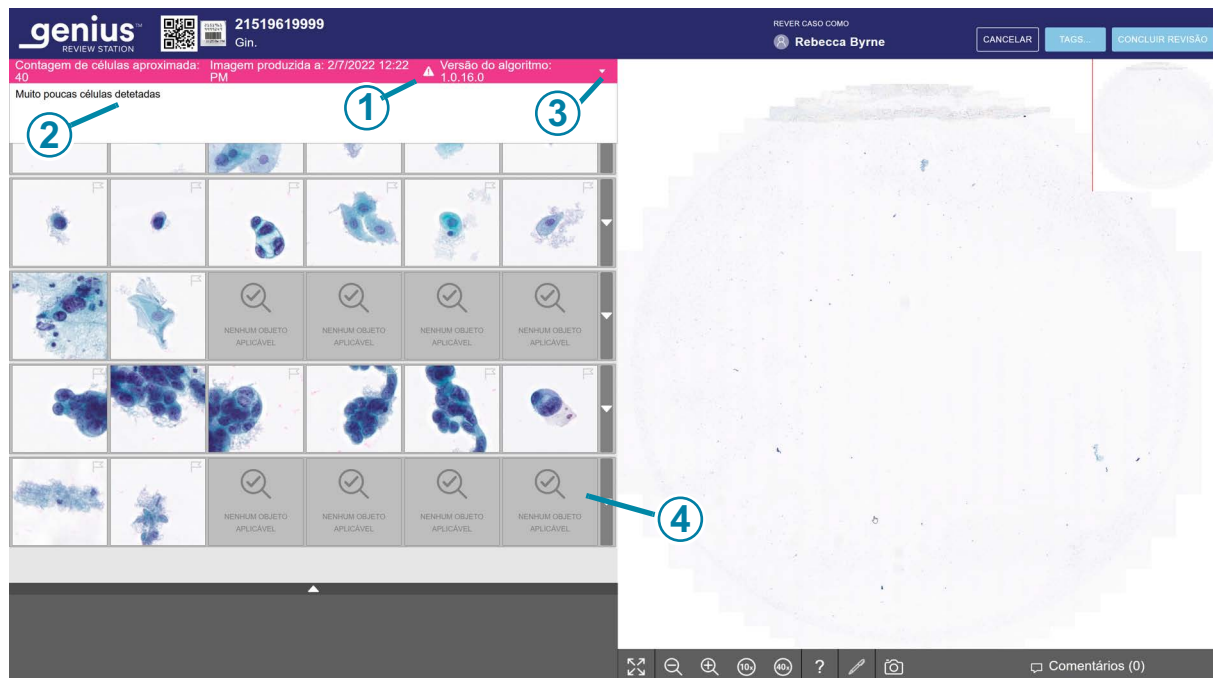 genius™
REVIEW STATION
21519619999
Gin.
REVER CASO COMO
Rebecca Byrne
CANCELAR
TAGS...
CONCLUIR REVISÃO
Contagem de células aproximada: 40
Imagem produzida a: 2/7/2022 12:22 PM
Versão do algoritmo: 1.0.16.0
Muito poucas células detetadas
1
2
3
NENHUM OBJETO APLICÁVEL
NENHUM OBJETO APLICÁVEL
NENHUM OBJETO APLICÁVEL
NENHUM OBJETO APLICÁVEL
NENHUM OBJETO APLICÁVEL
NENHUM OBJETO APLICÁVEL
NENHUM OBJETO APLICÁVEL
NENHUM OBJETO APLICÁVEL
4
10x
40x
?
Comentários (0)